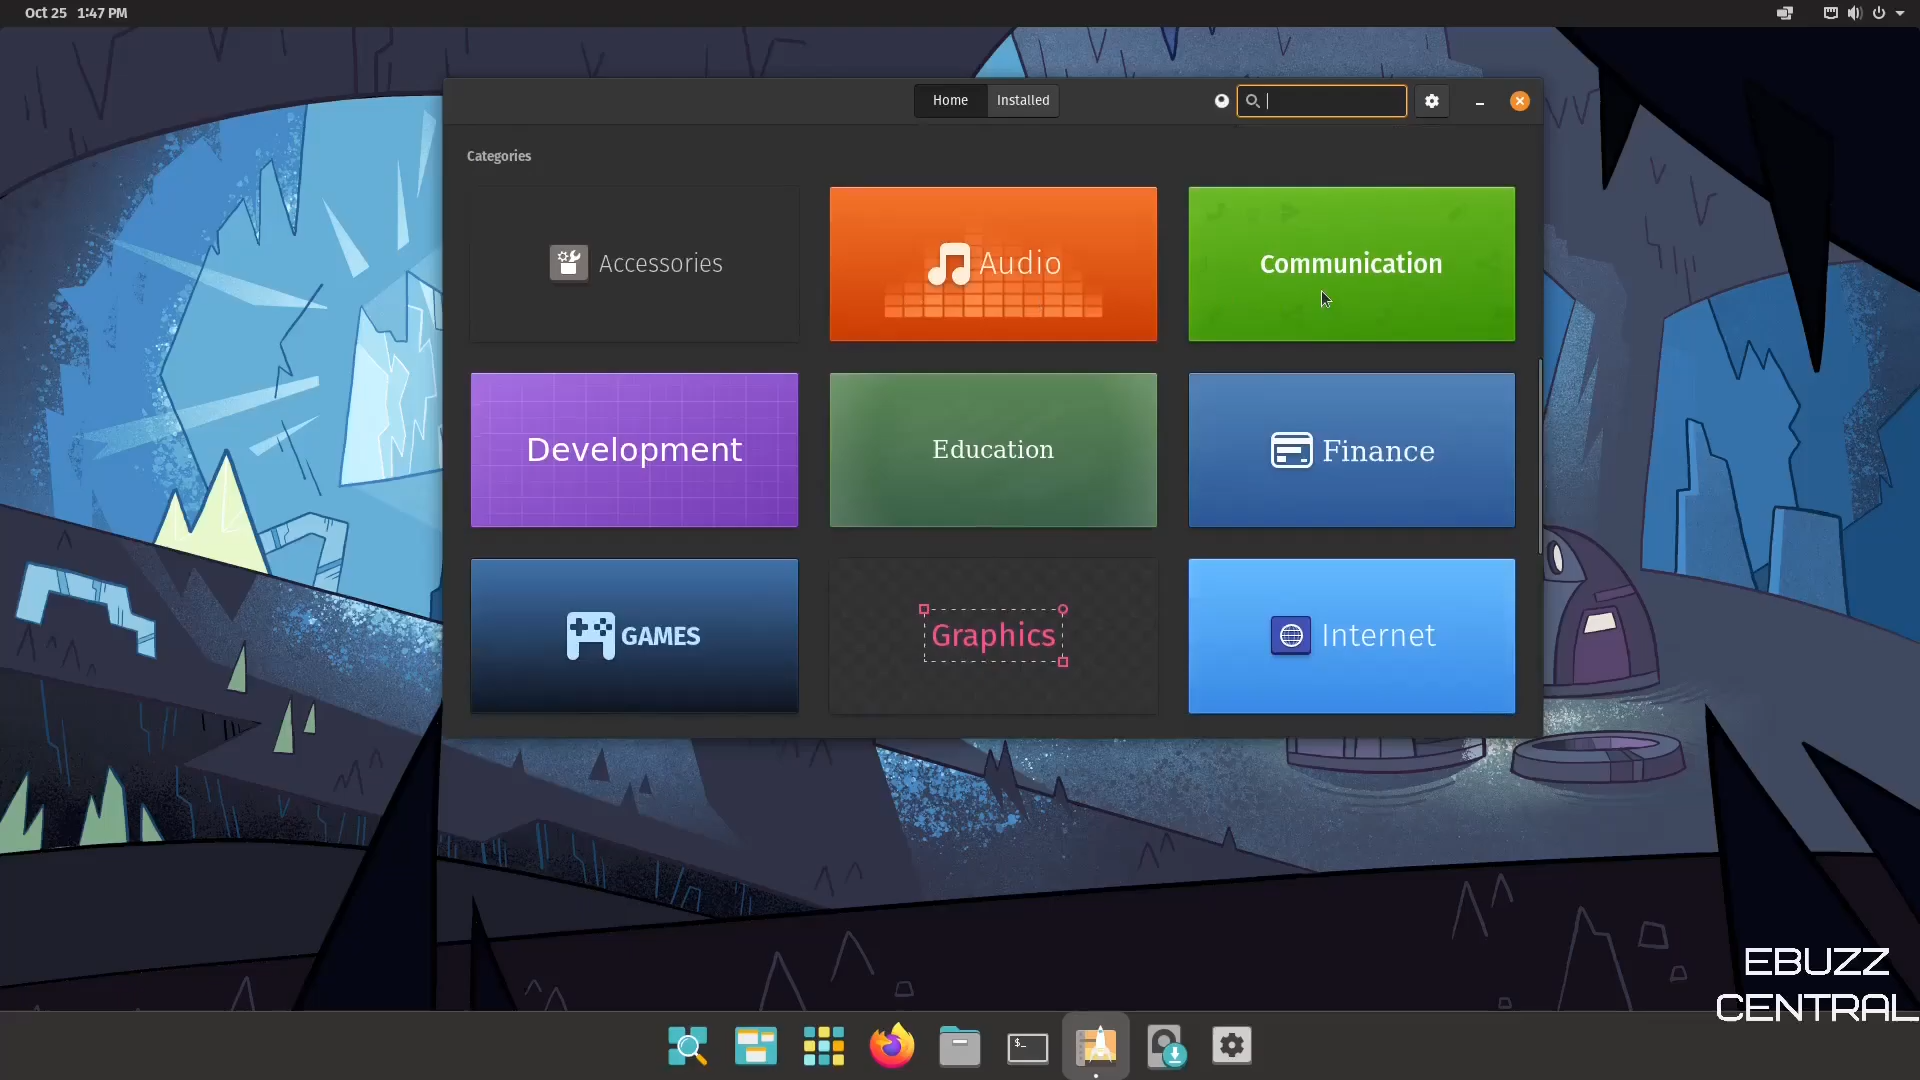 Oct 25 1:47 PM
Home Installed
Categories
Accessories
Audio
Communication
Development
Education
Finance
GAMES
Graphics
Internet
EBUZZ
CENTRAL
$_